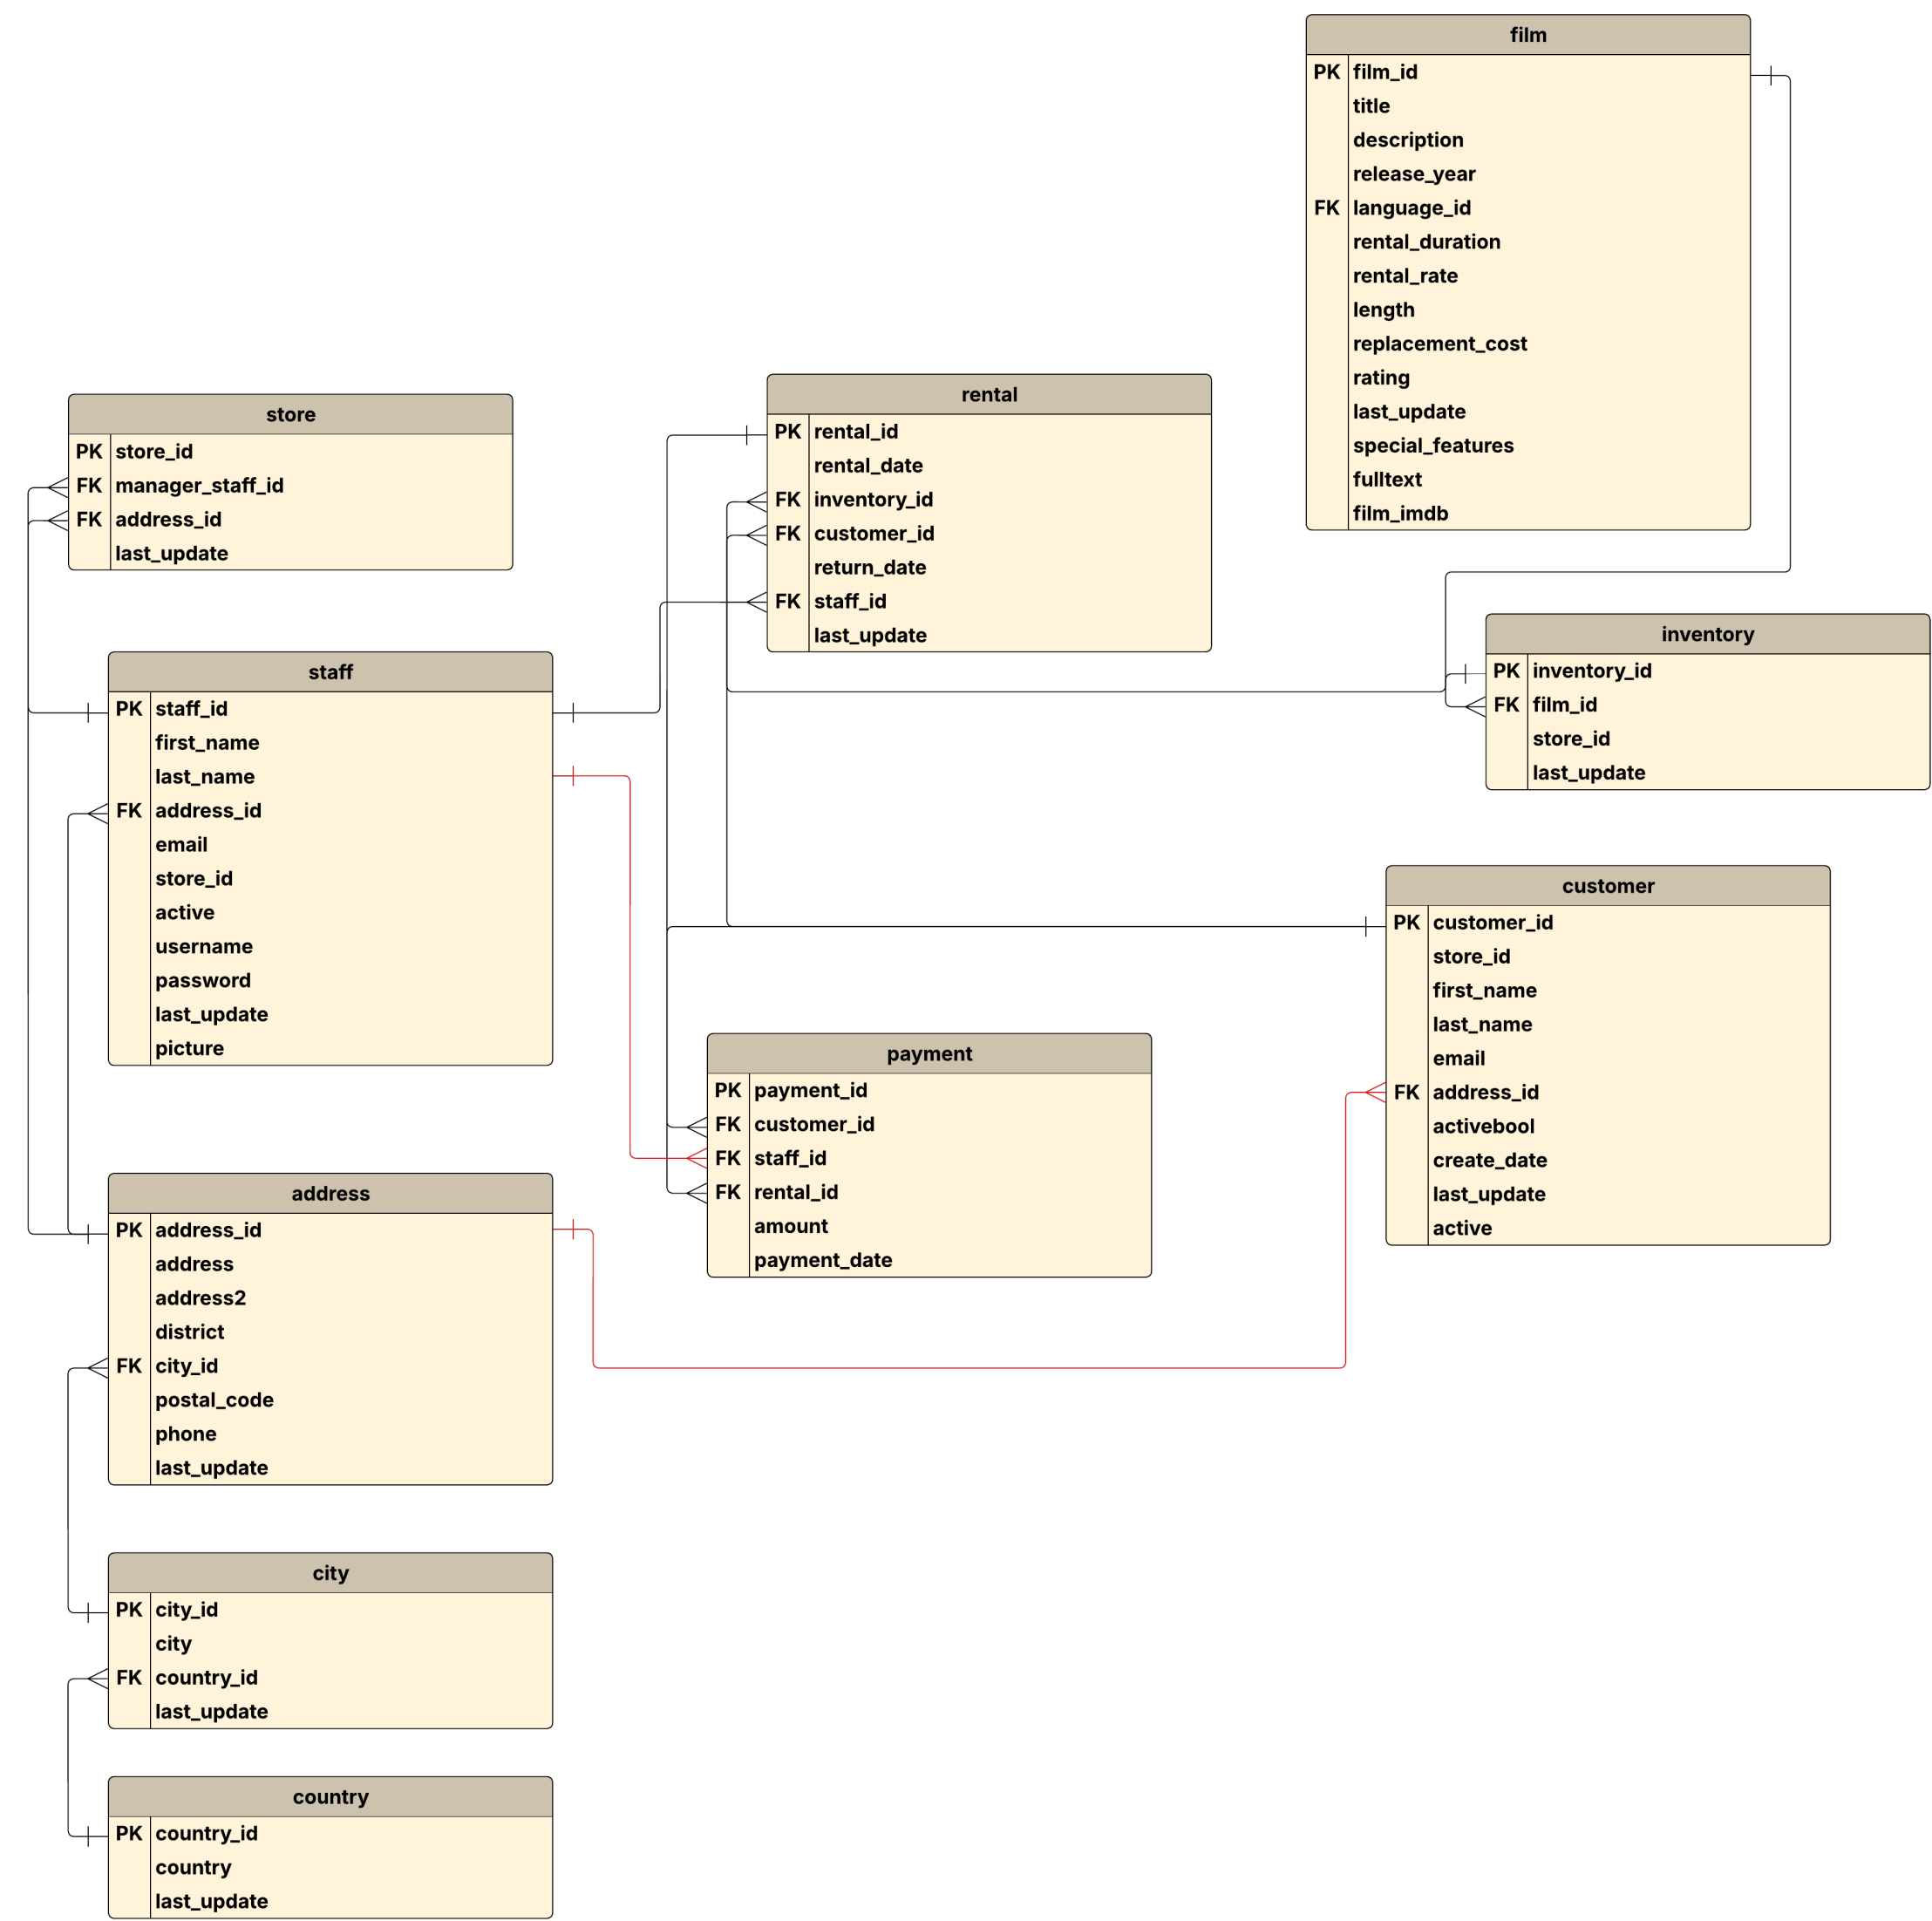 film
PK film_id
title
description
release_year
FK language_id
rental_duration
rental_rate
length
replacement_cost
rating
last_update
special_features
fulltext
film_imdb
store
PK store_id
FK manager_staff_id
FK address_id
last_update
rental
PK rental_id
rental_date
FK inventory_id
FK customer_id
return_date
FK staff_id
last_update
inventory
PK inventory_id
FK film_id
store_id
last_update
staff
PK staff_id
first_name
last_name
FK address_id
email
store_id
active
username
password
last_update
picture
customer
PK customer_id
store_id
first_name
last_name
email
FK address_id
activebool
create_date
last_update
active
payment
PK payment_id
FK customer_id
FK staff_id
FK rental_id
amount
payment_date
address
PK address_id
address
address2
district
FK city_id
postal_code
phone
last_update
city
PK city_id
city
FK country_id
last_update
country
PK country_id
country
last_update